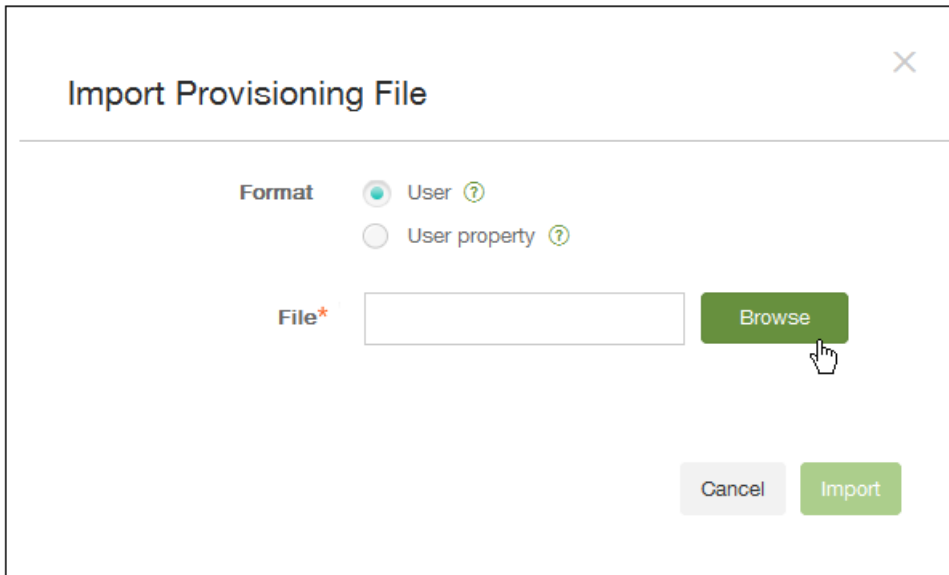 Import Provisioning File
Format User ?
User property ?
File* Browse
Cancel Import